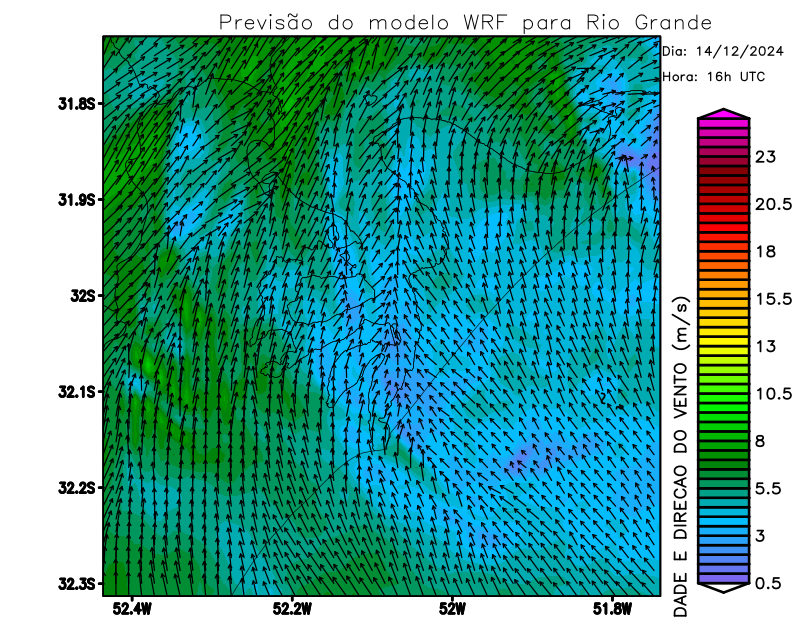 Previsão do modelo WRF para Rio Grande
Dia: 14/12/2024
Hora: 16h UTC
31.8S
31.9S
32S
32.1S
32.2S
32.3S
52.4W
52.2W
52W
51.8W
23
20.5
18
15.5
13
10.5
8
5.5
3
0.5
DADE E DIRECAO DO VENTO (m/s)